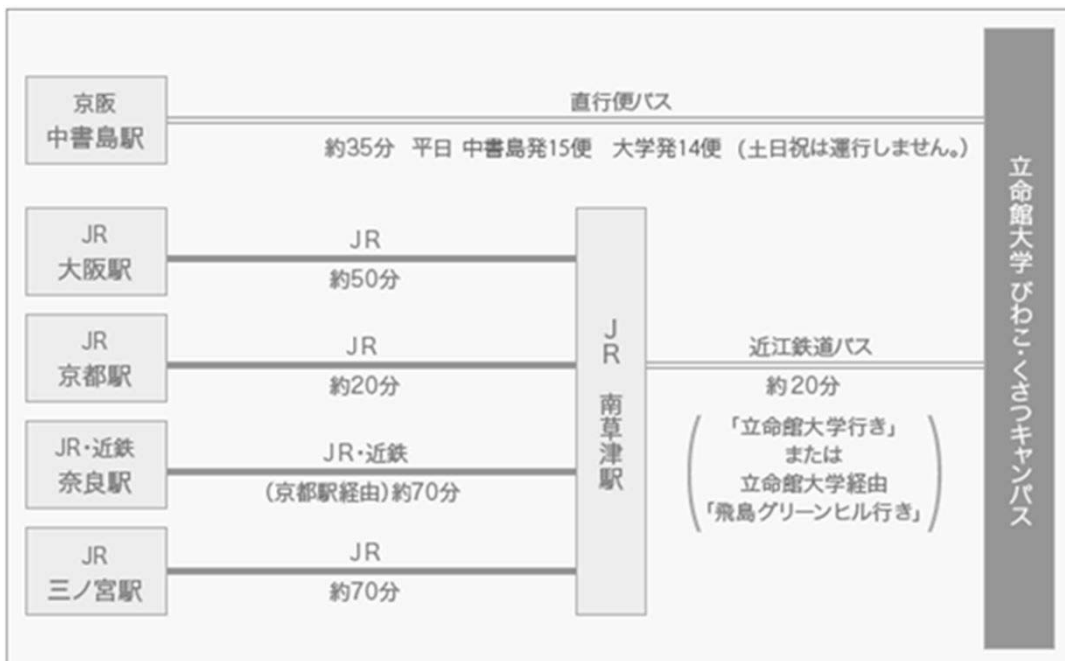 京阪
中書島駅
直行便バス
約35分 平日 中書島発15便 大学発14便 (土日祝は運行しません。)
JR
大阪駅
JR
約50分
JR
京都駅
JR
約20分
JR・近鉄
奈良駅
JR・近鉄
(京都駅経由)約70分
JR
三ノ宮駅
JR
約70分
JR 南草津駅
近江鉄道バス
約20分
「立命館大学行き」
または
立命館大学経由
「飛島グリーンヒル行き」
立命館大学 びわこ・くさつキャンパス